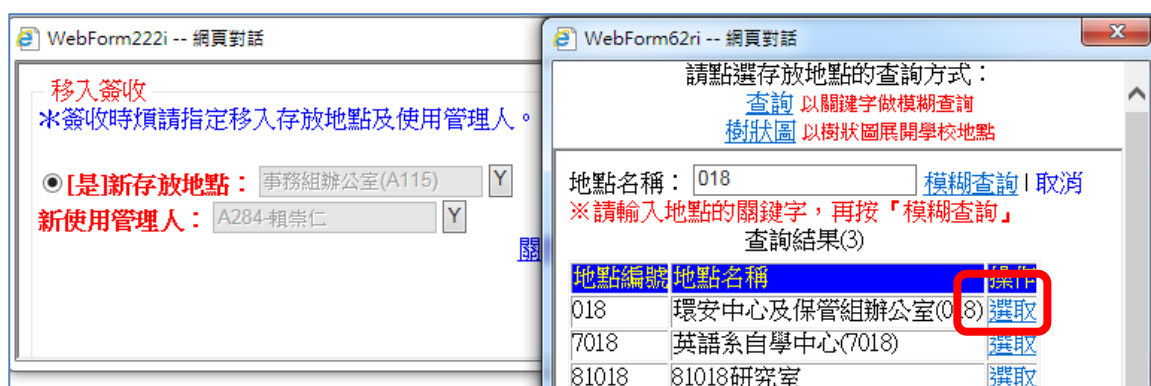 WebForm222i -- 網頁對話
移入簽收
※簽收時煩請指定移入存放地點及使用管理人。
[是]新存放地點： 事務組辦公室(A115) Y
新使用管理人： A284-賴崇仁 Y
關
WebForm62ri -- 網頁對話
請點選存放地點的查詢方式：
查詢 以關鍵字做模糊查詢
樹狀圖 以樹狀圖展開學校地點
地點名稱： 018 模糊查詢 | 取消
※請輸入地點的關鍵字，再按「模糊查詢」
查詢結果(3)
地點編號 地點名稱 操作
018 環安中心及保管組辦公室(018) 選取
7018 英語系自學中心(7018) 選取
81018 81018研究室 選取